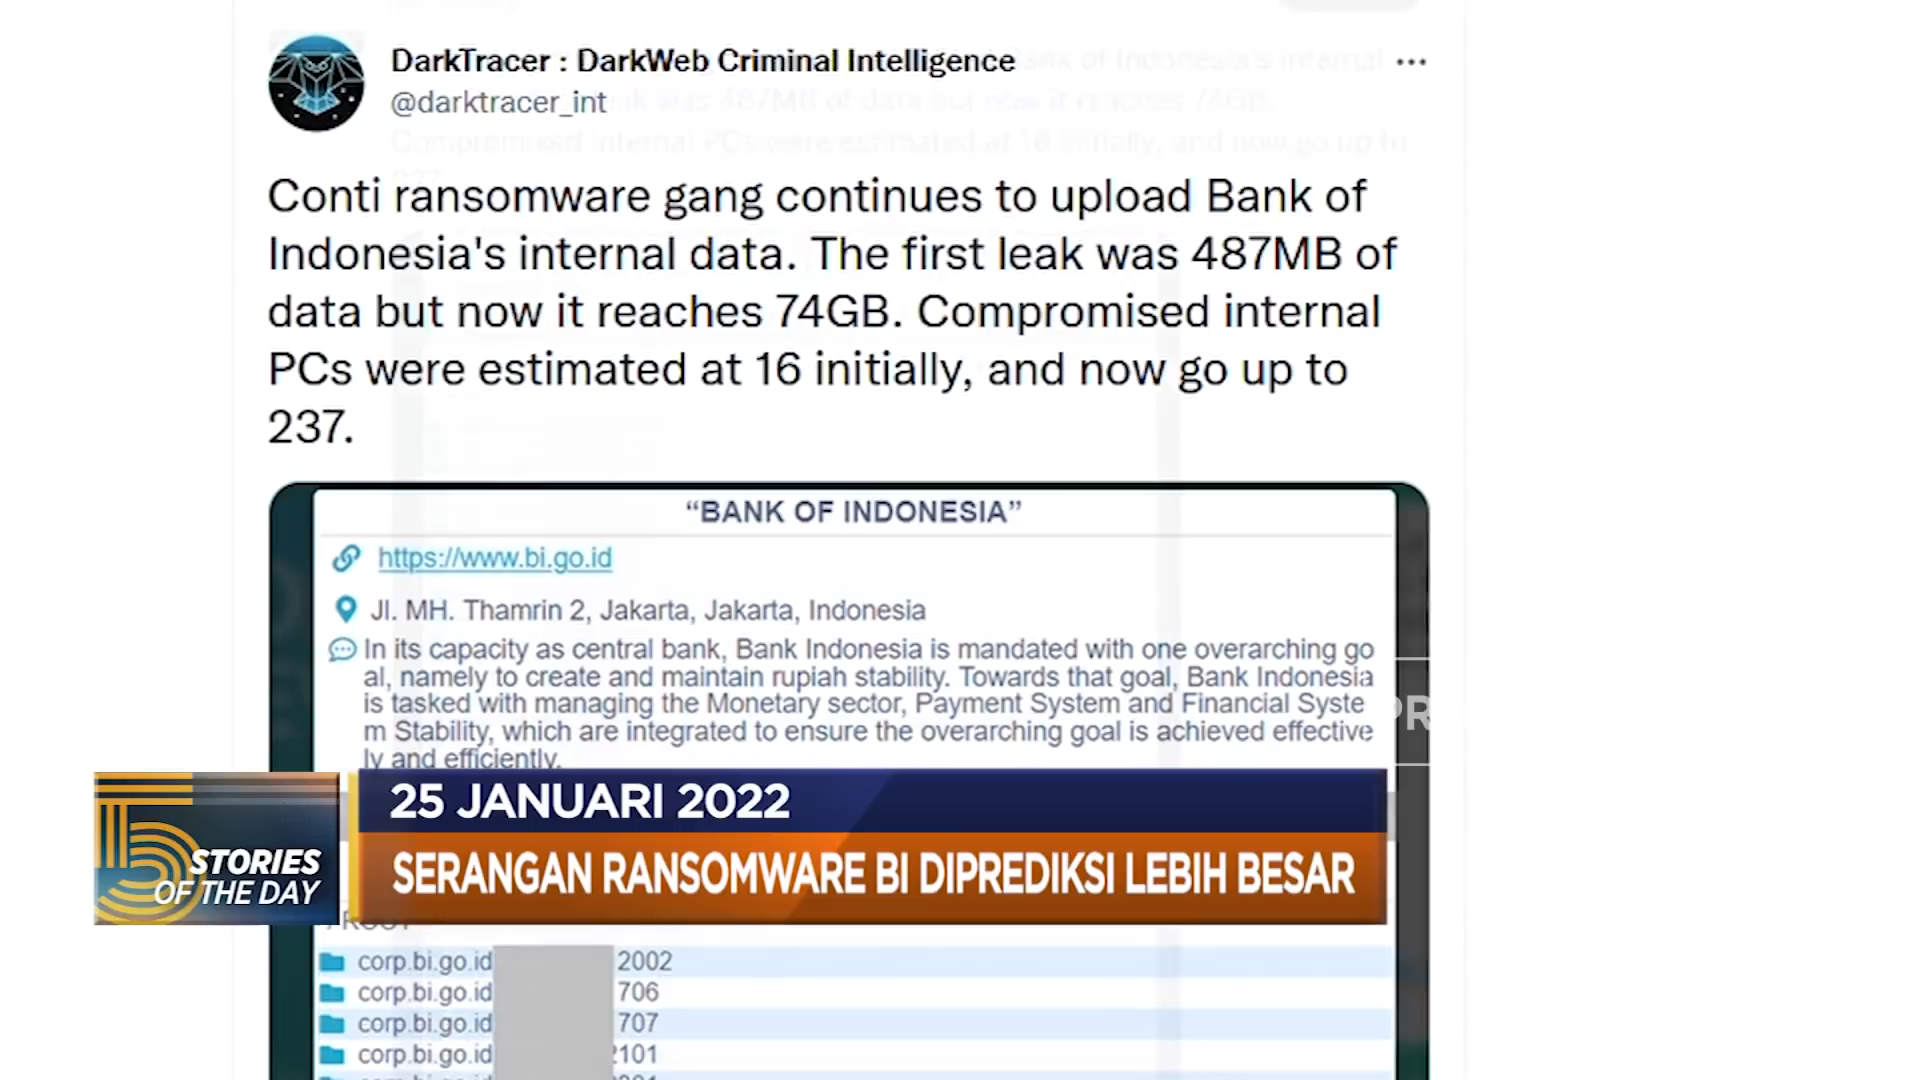 DarkTracer : DarkWeb Criminal Intelligence
@darktracer_int
Conti ransomware gang continues to upload Bank of
Indonesia's internal data. The first leak was 487MB of
data but now it reaches 74GB. Compromised internal
PCs were estimated at 16 initially, and now go up to
237.
“BANK OF INDONESIA”
https://www.bi.go.id
Jl. MH. Thamrin 2, Jakarta, Jakarta, Indonesia
In its capacity as central bank, Bank Indonesia is mandated with one overarching go
al, namely to create and maintain rupiah stability. Towards that goal, Bank Indonesia
is tasked with managing the Monetary sector, Payment System and Financial Syste
m Stability, which are integrated to ensure the overarching goal is achieved effective
ly and efficiently.
5 STORIES
OF THE DAY
25 JANUARI 2022
SERANGAN RANSOMWARE BI DIPREDIKSI LEBIH BESAR
corp.bi.go.id 2002
corp.bi.go.id 706
corp.bi.go.id 707
corp.bi.go.id 2101